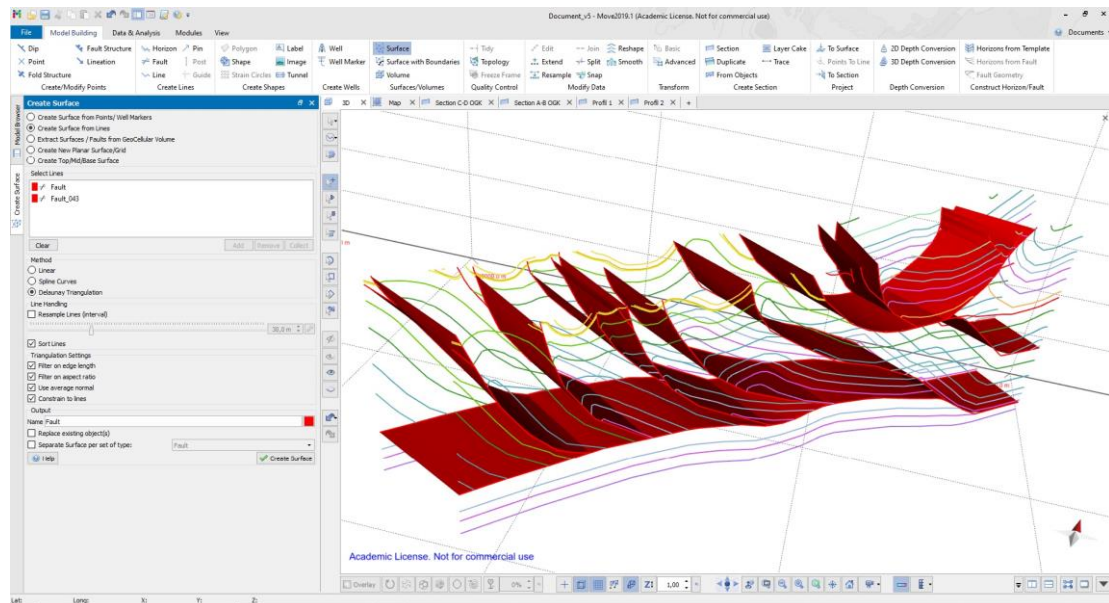 Document_v5 - Move2019.1 (Academic License. Not for commercial use)
File Model Building Data & Analysis Modules View
Documents
Dip Fault Structure Horizon Pin Polygon Label Well Surface Tidy Edit Join Reshape Basic Section Layer Cake To Surface 2D Depth Conversion Horizons from Template
Point Lineation Fault Post Shape Image Well Marker Surface with Boundaries Topology Extend Split Smooth Advanced Duplicate Trace Points To Line 3D Depth Conversion Horizons from Fault
Fold Structure Line Guide Strain Circles Tunnel Volume Freeze Frame Resample Snap From Objects To Section Fault Geometry
Create/Modify Points Create Lines Create Shapes Create Wells Surfaces/Volumes Quality Control Modify Data Transform Create Section Project Depth Conversion Construct Horizon/Fault
Model Browser
Create Surface
Create Surface
3D Map Section C-D OGK Section A-B OGK Profil 1 Profil 2 +
Create Surface from Points/ Well Markers
Create Surface from Lines
Extract Surfaces / Faults from GeoCellular Volume
Create New Planar Surface/Grid
Create Top/Mid/Base Surface
Select Lines
Fault
Fault_043
Clear Add Remove Collect
Method
Linear
Spline Curves
Delaunay Triangulation
Line Handling
Resample Lines (interval)
30,0 m
Sort Lines
Triangulation Settings
Filter on edge length
Filter on aspect ratio
Use average normal
Constrain to lines
Output
Name Fault
Replace existing object(s)
Separate Surface per set of type: Fault
Help Create Surface
Academic License. Not for commercial use
Overlay 0% Z: 1,00
Lat: Long: X: Y: Z: